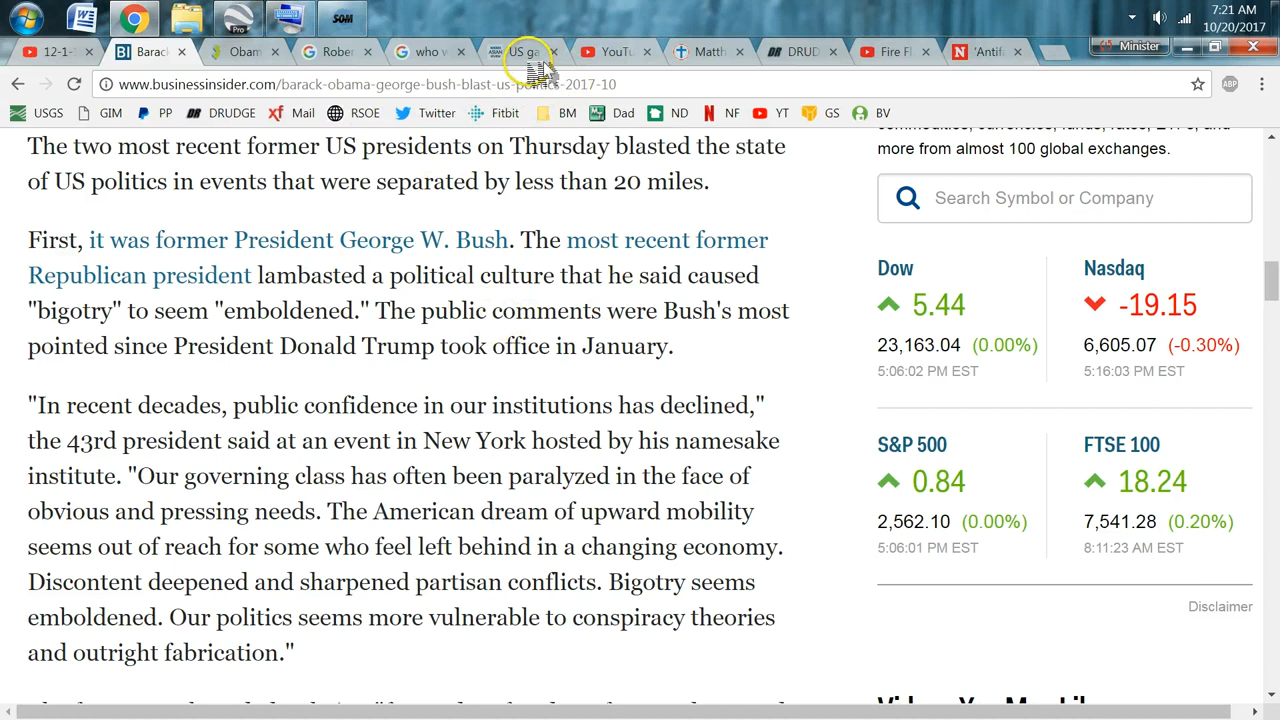 7:21 AM
10/20/2017
Pro
SOM
12-1-
BI Barac
Obam
Rober
who v
US ga
YouTu
Matth
DR DRUD
Fire Fl
N 'Antif
Minister
www.businessinsider.com/barack-obama-george-bush-blast-us-politics-2017-10
ABP
USGS
GIM
PP
DR DRUDGE
Mail
RSOE
Twitter
Fitbit
BM
Dad
ND
NF
YT
GS
BV
The two most recent former US presidents on Thursday blasted the state
of US politics in events that were separated by less than 20 miles.
First, it was former President George W. Bush. The most recent former
Republican president lambasted a political culture that he said caused
"bigotry" to seem "emboldened." The public comments were Bush's most
pointed since President Donald Trump took office in January.
"In recent decades, public confidence in our institutions has declined,"
the 43rd president said at an event in New York hosted by his namesake
institute. "Our governing class has often been paralyzed in the face of
obvious and pressing needs. The American dream of upward mobility
seems out of reach for some who feel left behind in a changing economy.
Discontent deepened and sharpened partisan conflicts. Bigotry seems
emboldened. Our politics seems more vulnerable to conspiracy theories
and outright fabrication."
more from almost 100 global exchanges.
Search Symbol or Company
Dow
5.44
23,163.04 (0.00%)
5:06:02 PM EST
Nasdaq
-19.15
6,605.07 (-0.30%)
5:16:03 PM EST
S&P 500
0.84
2,562.10 (0.00%)
5:06:01 PM EST
FTSE 100
18.24
7,541.28 (0.20%)
8:11:23 AM EST
Disclaimer